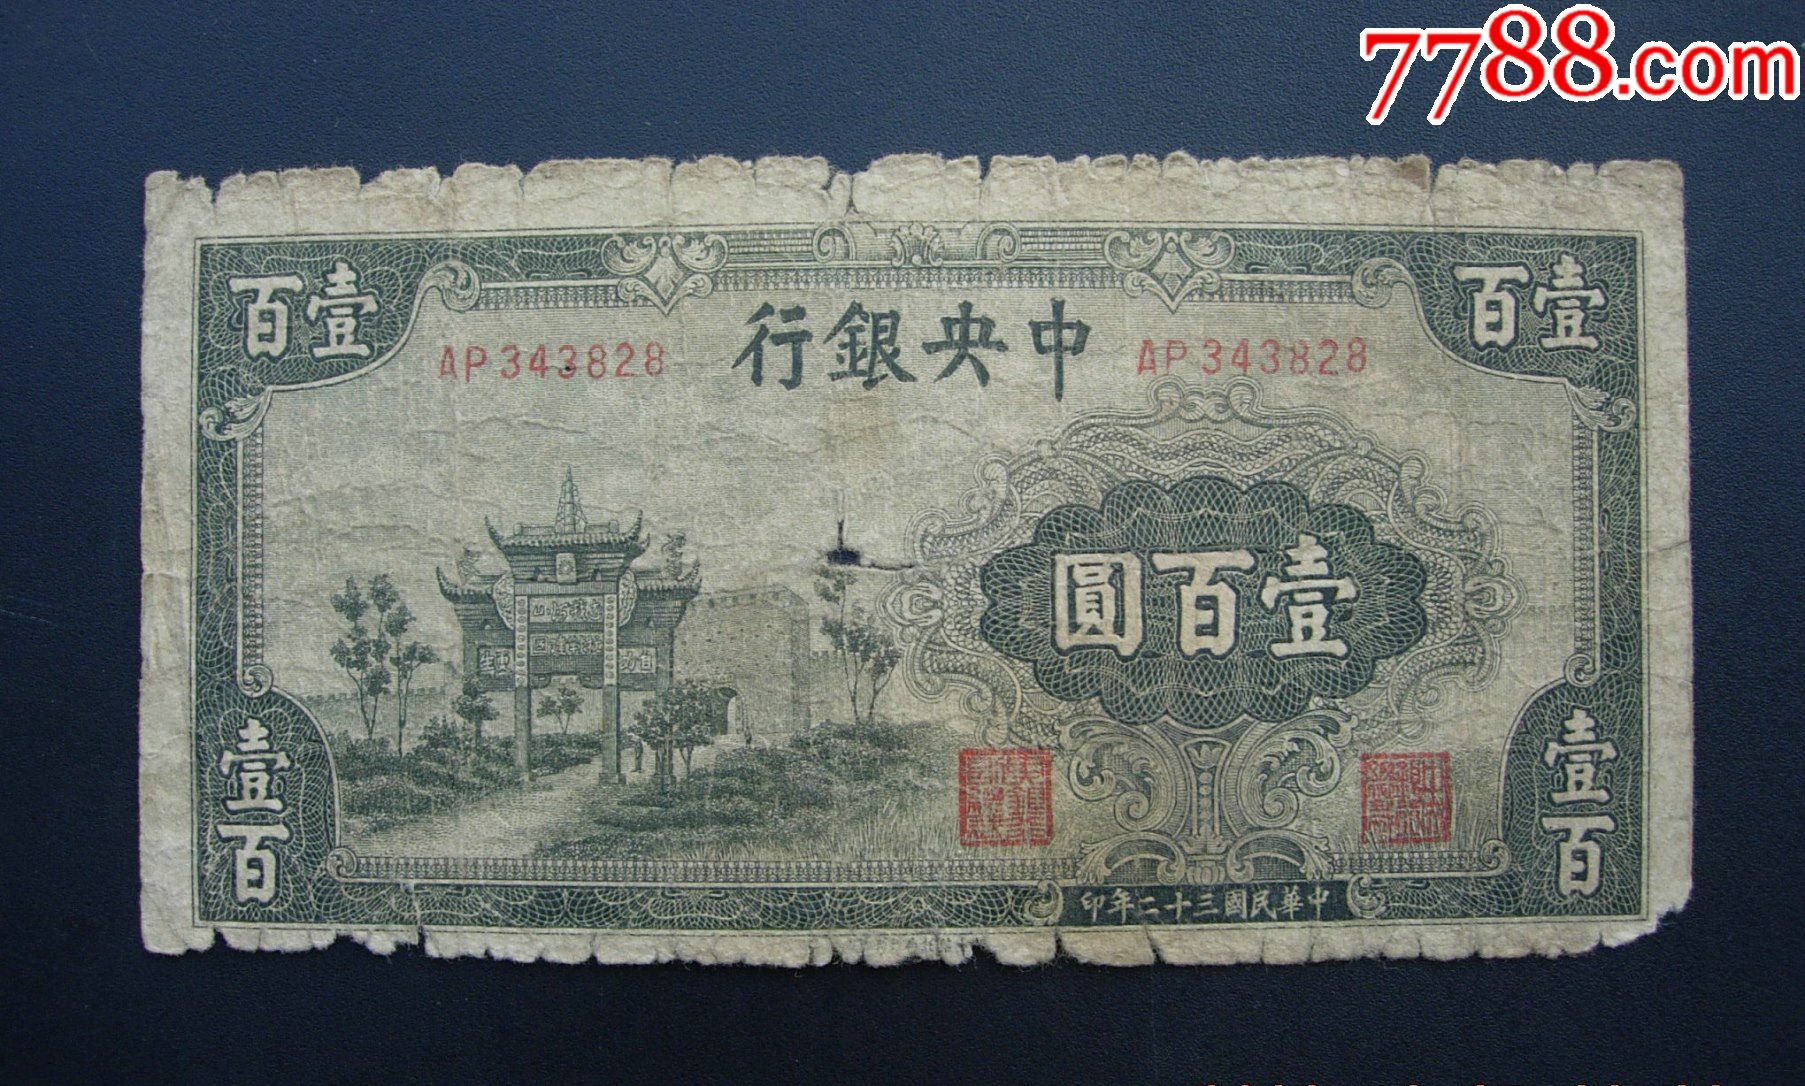 7788.com
壹百
壹百
中央銀行
AP343828
AP343828
壹百圓
壹百
壹百
中華民國三十二年印